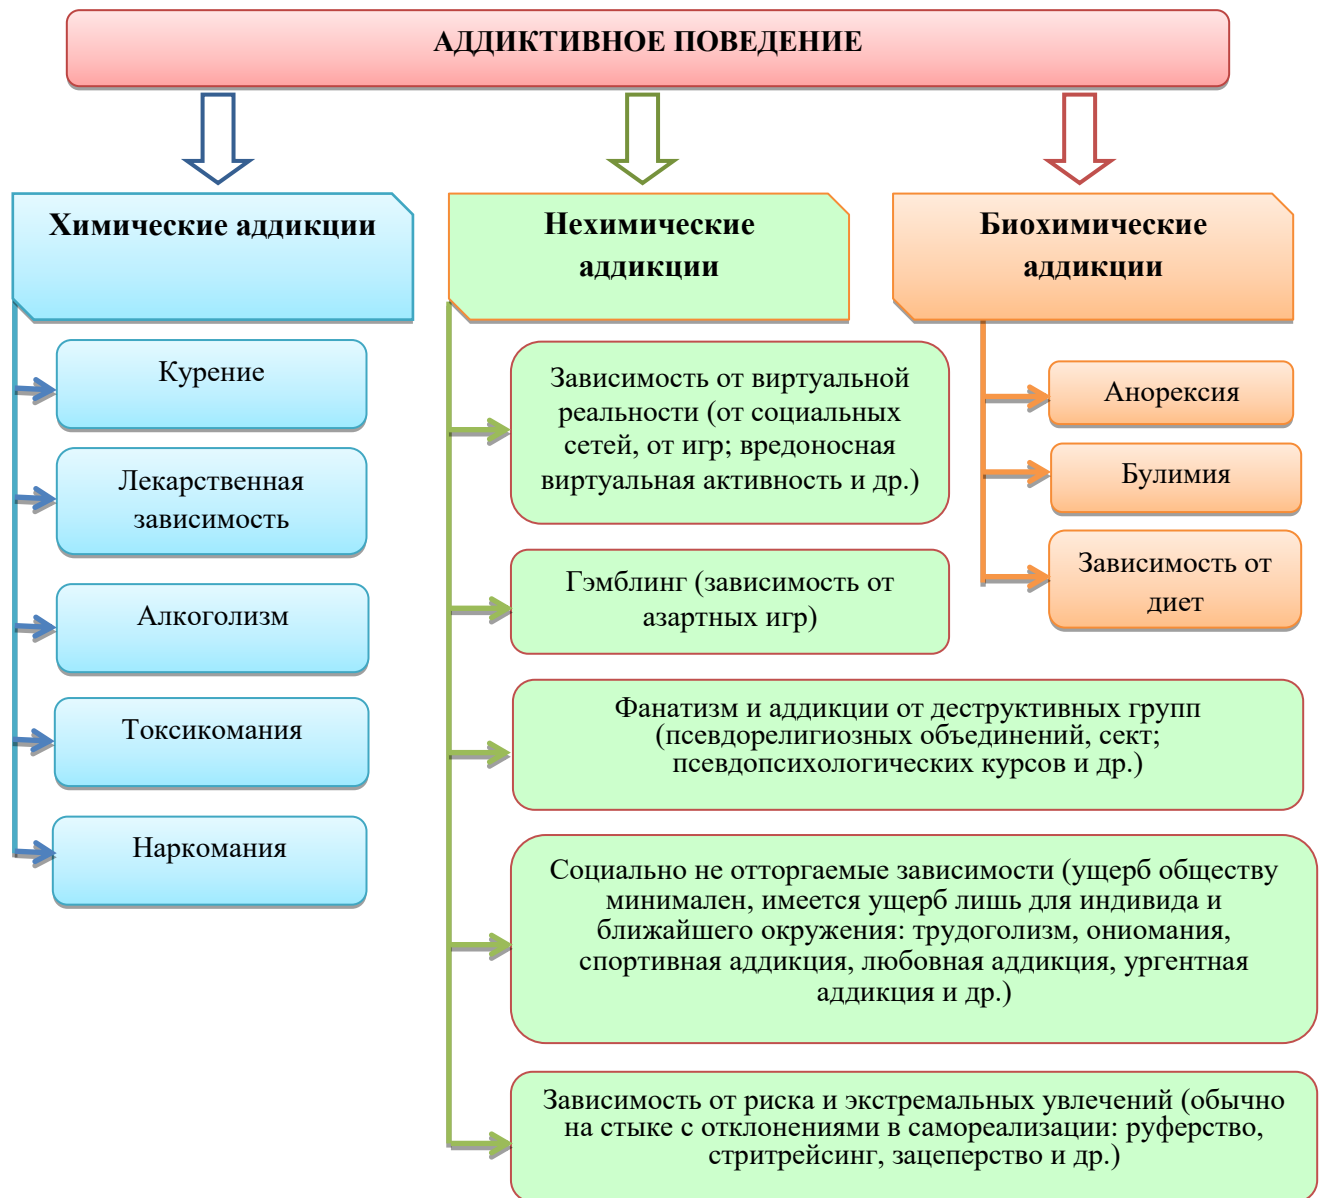 АДДИКТИВНОЕ ПОВЕДЕНИЕ
Химические аддикции
Курение
Лекарственная
зависимость
Алкоголизм
Токсикомания
Наркомания
Нехимические
аддикции
Зависимость от виртуальной
реальности (от социальных
сетей, от игр; вредоносная
виртуальная активность и др.)
Гэмблинг (зависимость от
азартных игр)
Фанатизм и аддикции от деструктивных групп
(псевдорелигиозных объединений, сект;
псевдопсихологических курсов и др.)
Социально не отторгаемые зависимости (ущерб обществу
минимален, имеется ущерб лишь для индивида и
ближайшего окружения: трудоголизм, ониомания,
спортивная аддикция, любовная аддикция, ургентная
аддикция и др.)
Зависимость от риска и экстремальных увлечений (обычно
на стыке с отклонениями в самореализации: руферство,
стритрейсинг, зацеперство и др.)
Биохимические
аддикции
Анорексия
Булимия
Зависимость от
диет